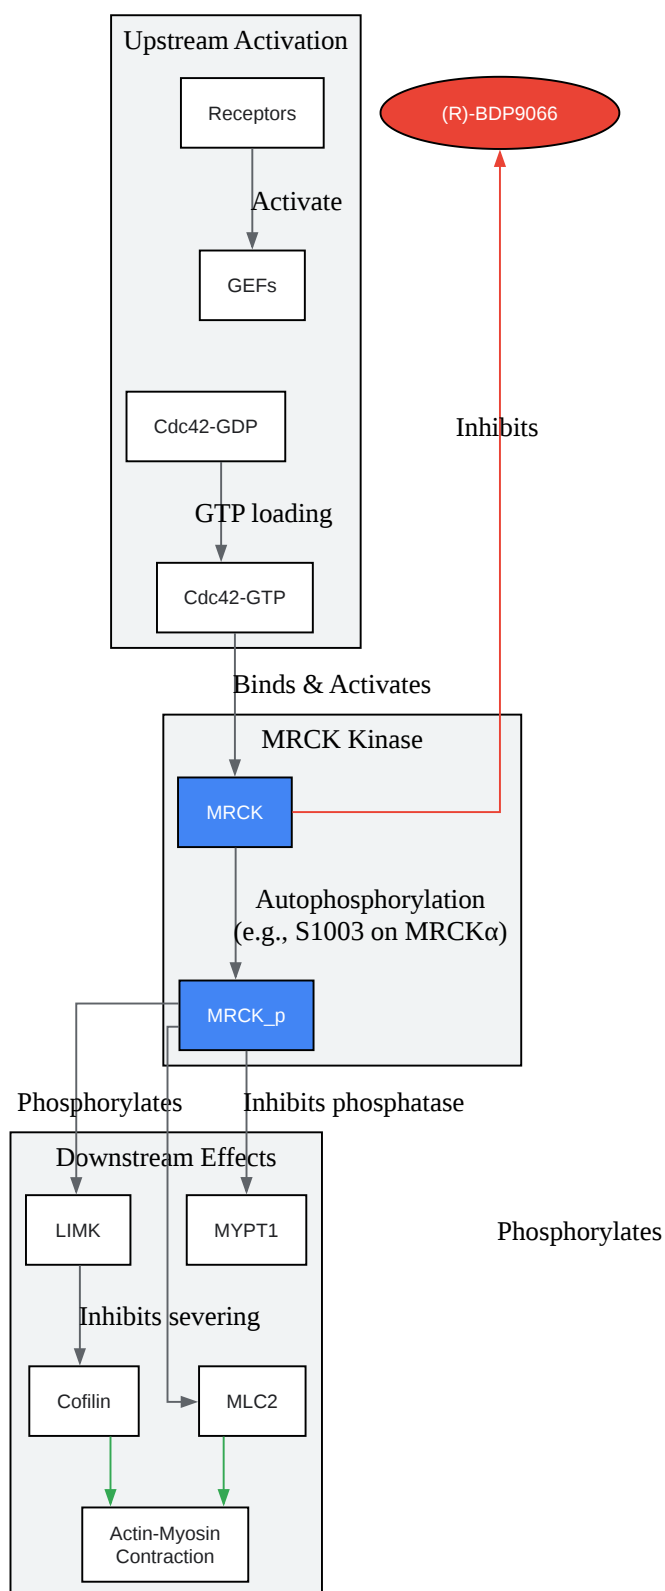 Upstream Activation
Receptors
(R)-BDP9066
Activate
GEFs
Cdc42-GDP
Inhibits
GTP loading
Cdc42-GTP
Binds & Activates
MRCK Kinase
MRCK
Autophosphorylation
(e.g., S1003 on MRCKα)
MRCK_p
Phosphorylates
Inhibits phosphatase
Downstream Effects
LIMK
MYPT1
Phosphorylates
Inhibits severing
Cofilin
MLC2
Actin-Myosin
Contraction